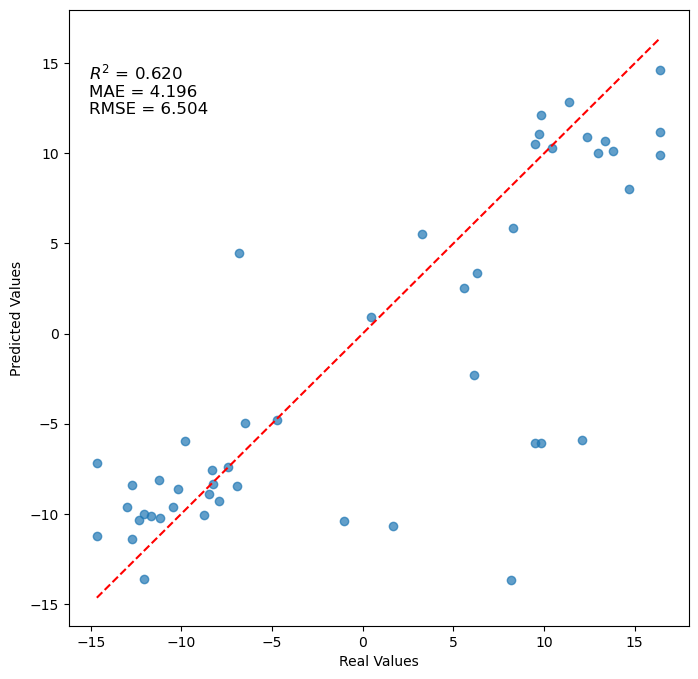 R² = 0.620
MAE = 4.196
RMSE = 6.504
Predicted Values
15
10
5
0
−5
−10
−15
−15 −10 −5 0 5 10 15
Real Values